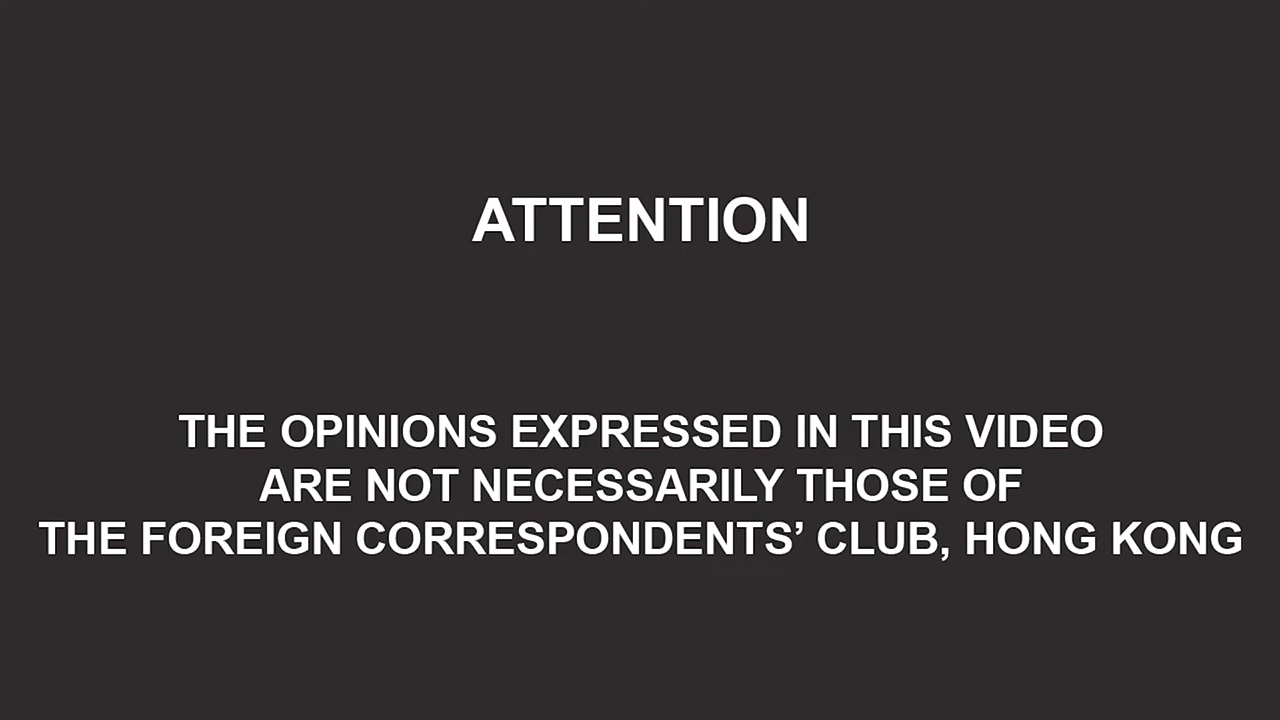 ATTENTION
THE OPINIONS EXPRESSED IN THIS VIDEO
ARE NOT NECESSARILY THOSE OF
THE FOREIGN CORRESPONDENTS’ CLUB, HONG KONG